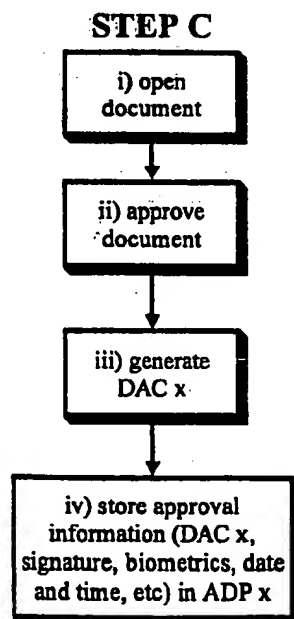 STEP C
i) open
document
ii) approve
document
iii) generate
DAC x
iv) store approval
information (DAC x,
signature, biometrics, date
and time, etc) in ADP x